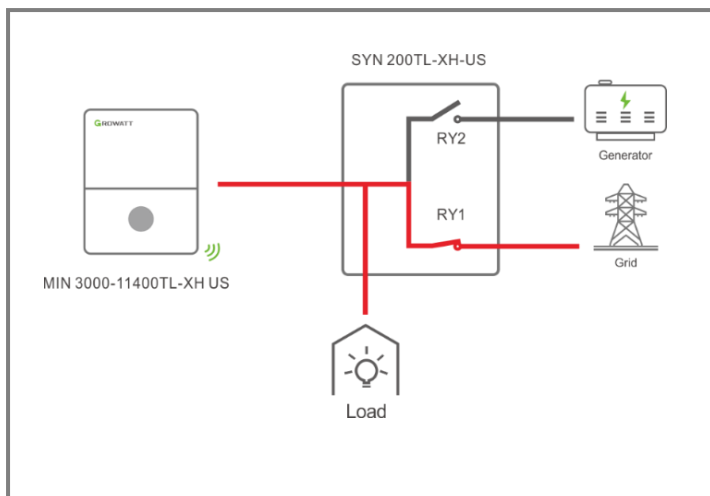 SYN 200TL-XH-US
GROWATT
RY2
Generator
RY1
Grid
MIN 3000-11400TL-XH US
Load